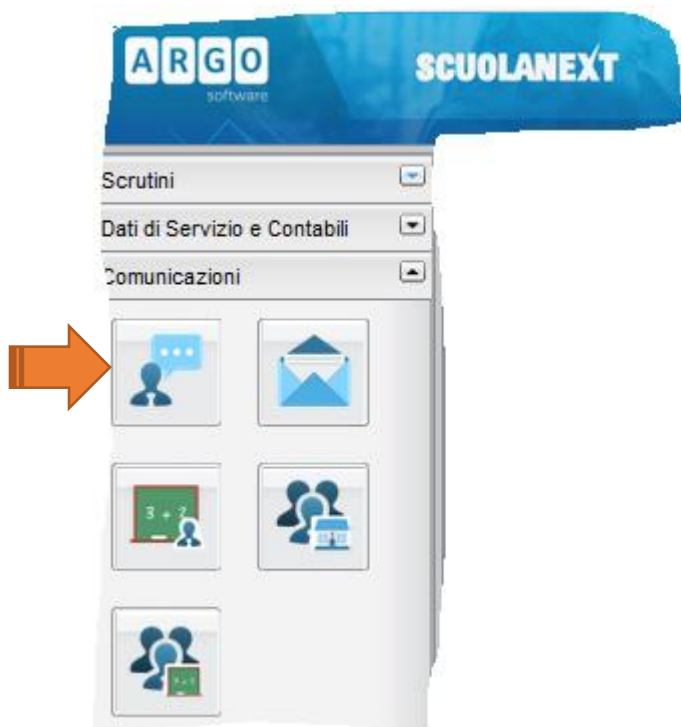 ARGO
software
SCUOLANEXT
Scrutini
Dati di Servizio e Contabili
Comunicazioni
3 + 2